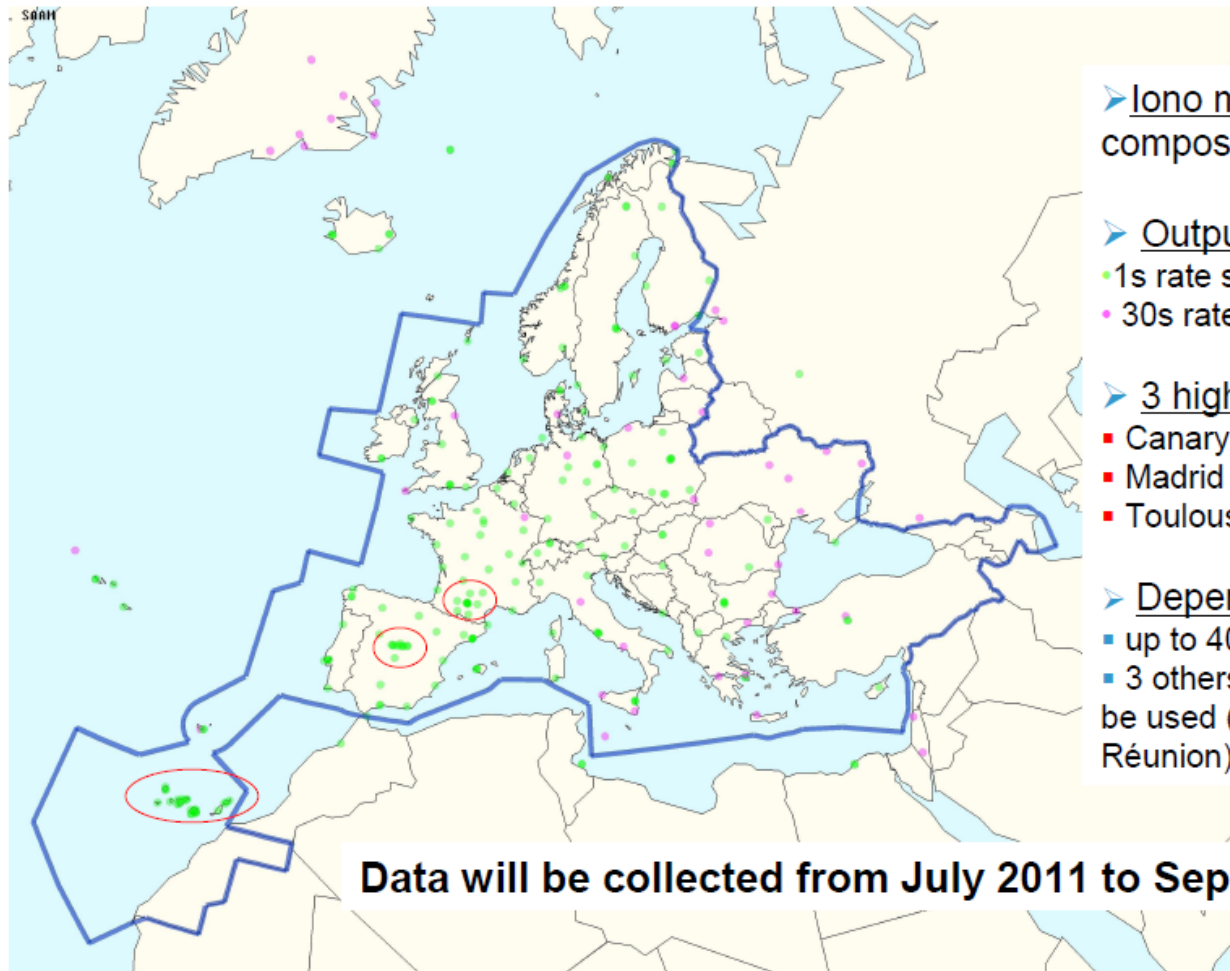 SAAM
➢Iono m
compos
➢ Outpu
•1s rate s
• 30s rate
➢ 3 high
▪ Canary
▪ Madrid
▪ Toulous
➢ Deper
▪ up to 40
▪ 3 others
be used (
Réunion)
Data will be collected from July 2011 to Sep